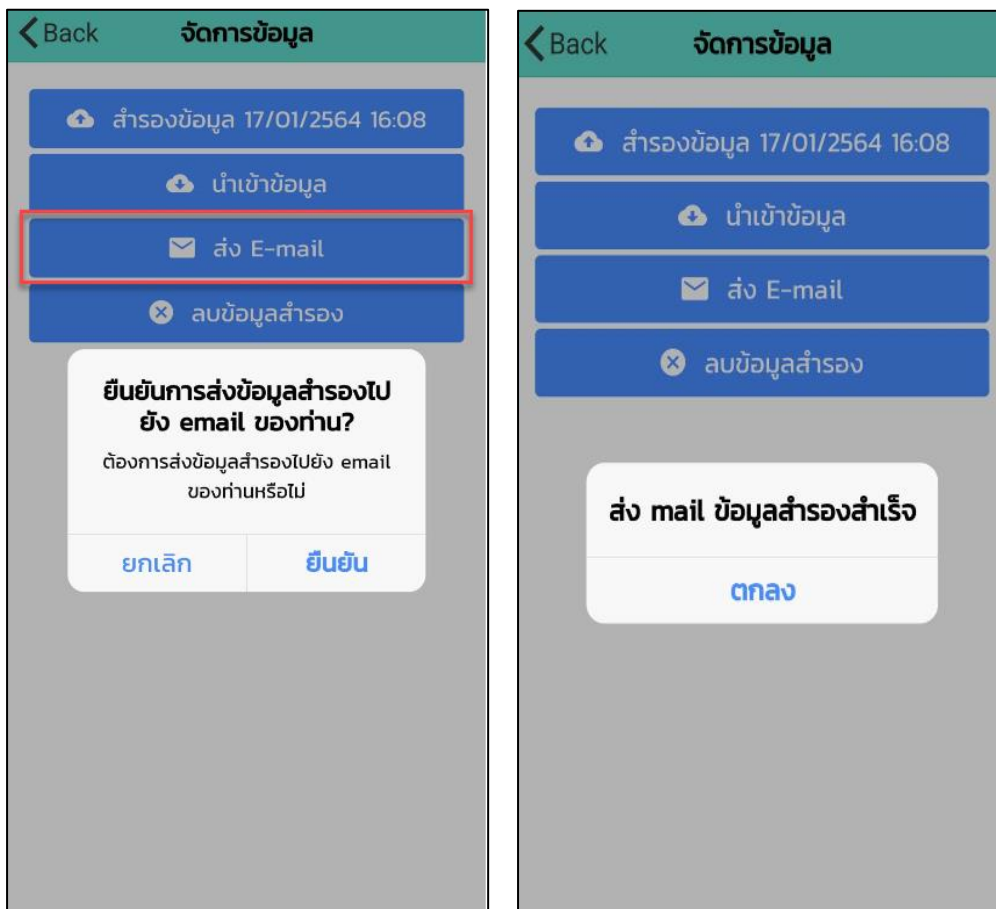 Back จัดการข้อมูล
สำรองข้อมูล 17/01/2564 16:08
นำเข้าข้อมูล
ส่ง E-mail
ลบข้อมูลสำรอง
ยืนยันการส่งข้อมูลสำรองไป
ยัง email ของท่าน?
ต้องการส่งข้อมูลสำรองไปยัง email
ของท่านหรือไม่
ยกเลิก ยืนยัน
Back จัดการข้อมูล
สำรองข้อมูล 17/01/2564 16:08
นำเข้าข้อมูล
ส่ง E-mail
ลบข้อมูลสำรอง
ส่ง mail ข้อมูลสำรองสำเร็จ
ตกลง